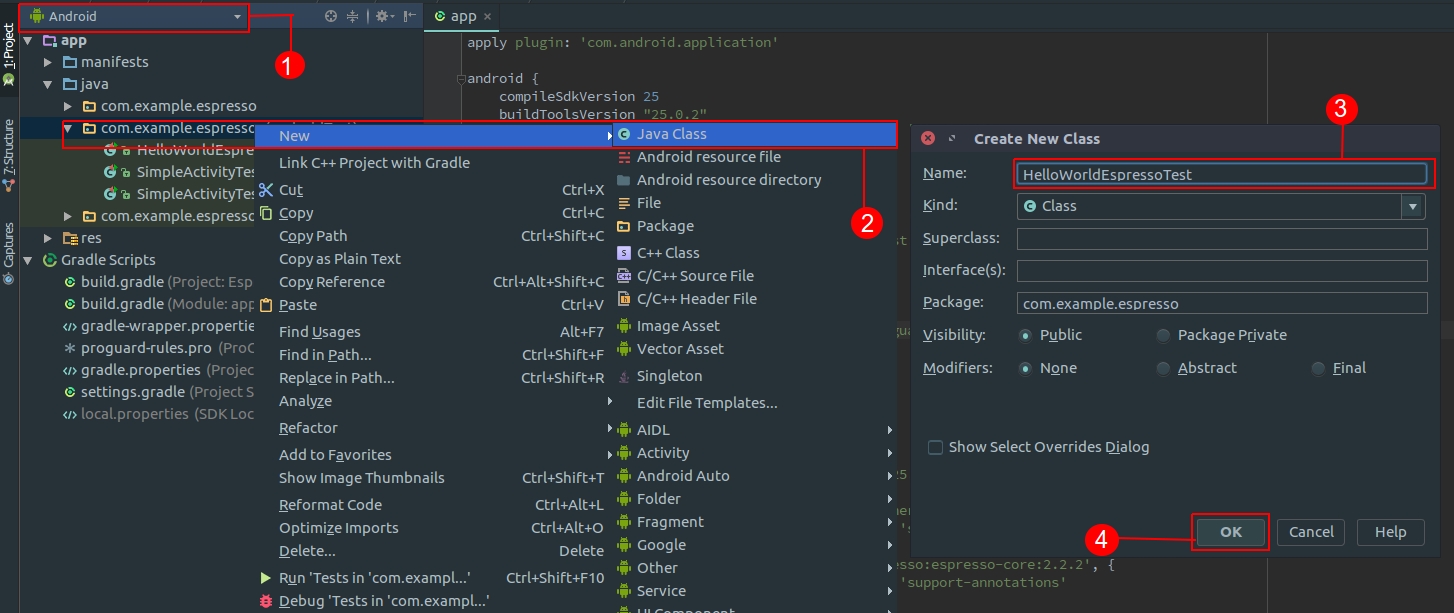 Android
1
1: Project
7: Structure
Captures
app
manifests
java
com.example.espresso
com.example.espresso
HelloWorldEspre
SimpleActivityTes
SimpleActivityTes
com.example.espresso
res
Gradle Scripts
build.gradle (Project: Esp
build.gradle (Module: app
gradle-wrapper.propertie
proguard-rules.pro (ProC
gradle.properties (Projec
settings.gradle (Project S
local.properties (SDK Loc
app
apply plugin: 'com.android.application'
android {
compileSdkVersion 25
buildToolsVersion "25.0.2"
New
Link C++ Project with Gradle
Cut Ctrl+X
Copy Ctrl+C
Copy Path Ctrl+Shift+C
Copy as Plain Text
Copy Reference Ctrl+Alt+Shift+C
Paste Ctrl+V
Find Usages Alt+F7
Find in Path... Ctrl+Shift+F
Replace in Path... Ctrl+Shift+R
Analyze
Refactor
Add to Favorites
Show Image Thumbnails Ctrl+Shift+T
Reformat Code Ctrl+Alt+L
Optimize Imports Ctrl+Alt+O
Delete... Delete
Run 'Tests in 'com.exampl...' Ctrl+Shift+F10
Debug 'Tests in 'com.exampl...'
Java Class
Android resource file
Android resource directory
File
Package
C++ Class
C/C++ Source File
C/C++ Header File
Image Asset
Vector Asset
Singleton
Edit File Templates...
AIDL
Activity
Android Auto
Folder
Fragment
Google
Other
Service
UI Component
2
3
Create New Class
Name: HelloWorldEspressoTest
Kind: Class
Superclass:
Interface(s):
Package: com.example.espresso
Visibility: Public Package Private
Modifiers: None Abstract Final
Show Select Overrides Dialog
4
OK Cancel Help
sso:espresso-core:2.2.2', {
'support-annotations'